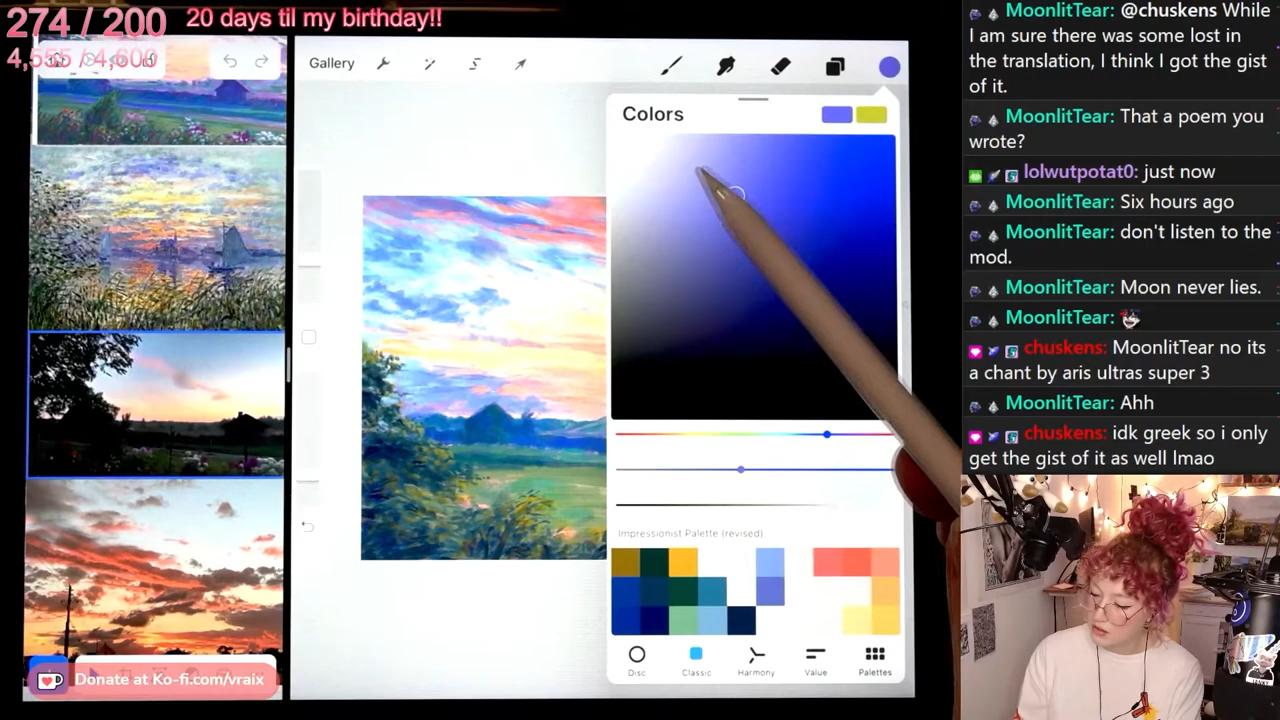 274 / 200
20 days til my birthday!!
4,555 / 4,600
Gallery
Colors
Impressionist Palette (revised)
Disc
Classic
Harmony
Value
Palettes
Donate at Ko-fi.com/vraix
MoonlitTear: @chuskens While
I am sure there was some lost in
the translation, I think I got the gist
of it.
MoonlitTear: That a poem you
wrote?
lolwutpotat0: just now
MoonlitTear: Six hours ago
MoonlitTear: don't listen to the
mod.
MoonlitTear: Moon never lies.
MoonlitTear:
chuskens: MoonlitTear no its
a chant by aris ultras super 3
MoonlitTear: Ahh
chuskens: idk greek so i only
get the gist of it as well lmao